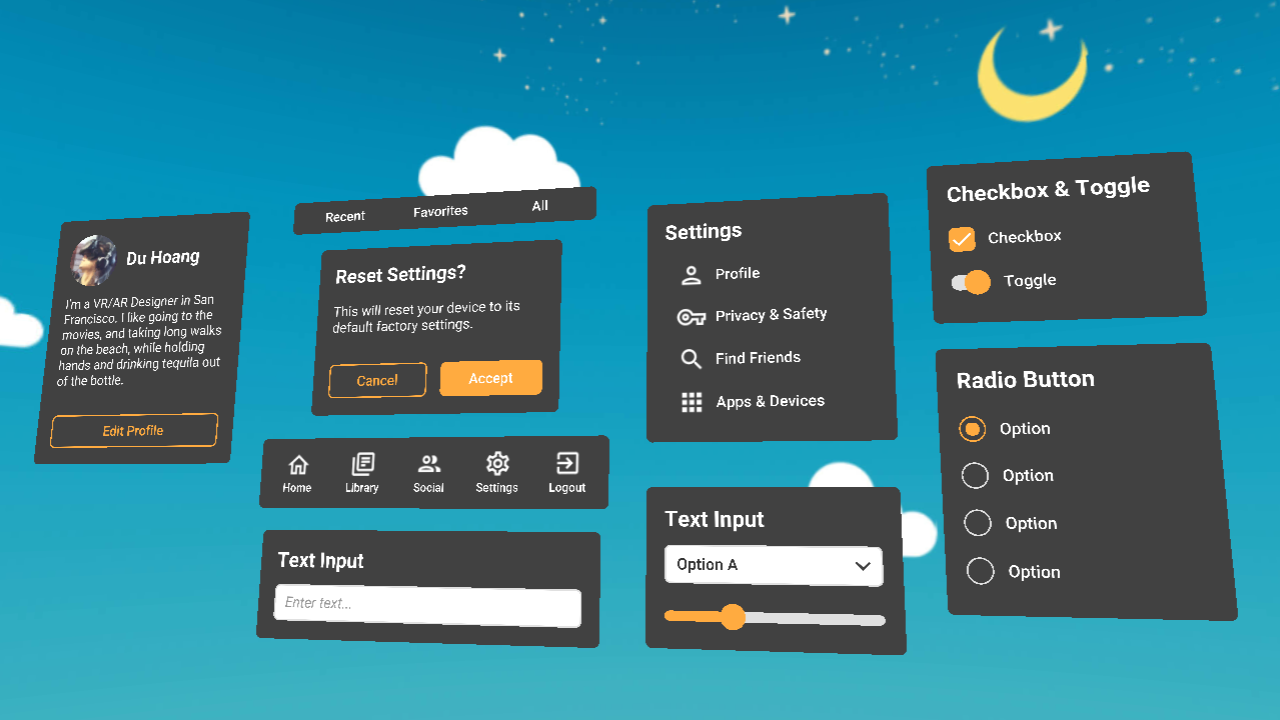 Du Hoang
I'm a VR/AR Designer in San
Francisco. I like going to the
movies, and taking long walks
on the beach, while holding
hands and drinking tequila out
of the bottle.
Edit Profile
Recent Favorites All
Reset Settings?
This will reset your device to its
default factory settings.
Cancel Accept
Home Library Social Settings Logout
Text Input
Enter text...
Settings
Profile
Privacy & Safety
Find Friends
Apps & Devices
Text Input
Option A
Checkbox & Toggle
Checkbox
Toggle
Radio Button
Option
Option
Option
Option